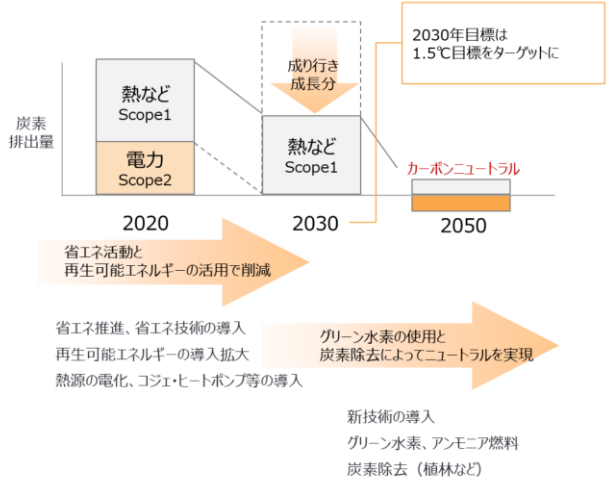 2030年目標は
1.5℃目標をターゲットに
成り行き
成長分
熱など
Scope1
炭素
排出量
電力
Scope2
熱など
Scope1
カーボンニュートラル
2020
2030
2050
省エネ活動と
再生可能エネルギーの活用で削減
省エネ推進、省エネ技術の導入
再生可能エネルギーの導入拡大
熱源の電化、コジェ・ヒートポンプ等の導入
グリーン水素の使用と
炭素除去によってニュートラルを実現
新技術の導入
グリーン水素、アンモニア燃料
炭素除去（植林など）